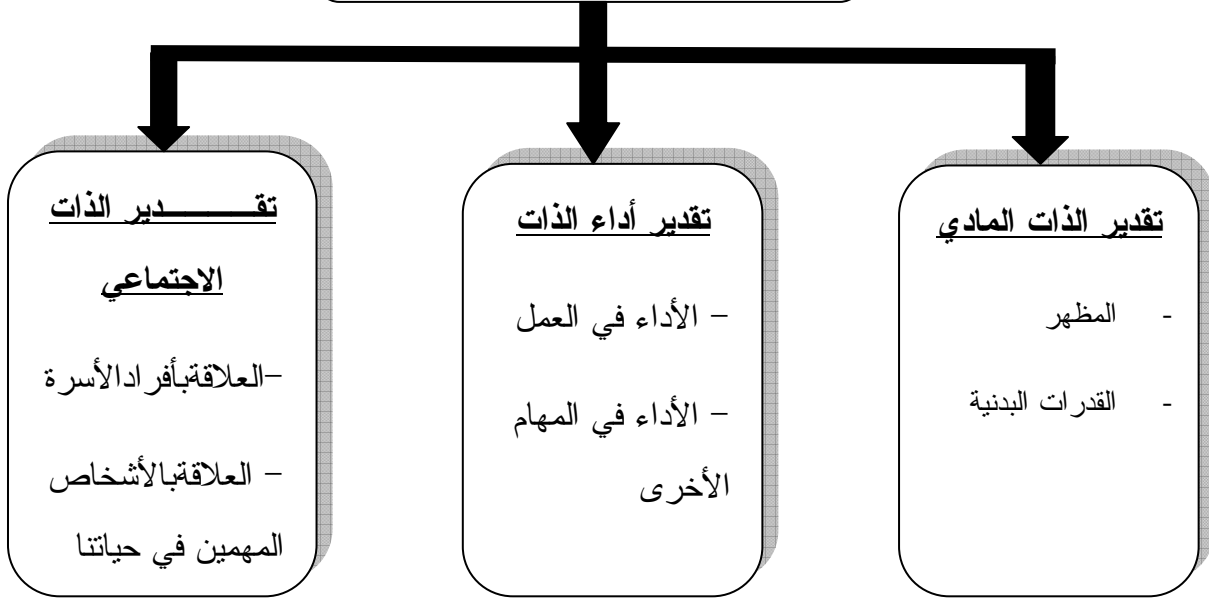 تقدير الذات المادي
- المظهر
- القدرات البدنية
تقدير أداء الذات
– الأداء في العمل
– الأداء في المهام
الأخرى
تقـــــــــــدير الذات
الاجتماعي
–العلاقةبأفرادالأسرة
– العلاقةبالأشخاص
المهمين في حياتنا